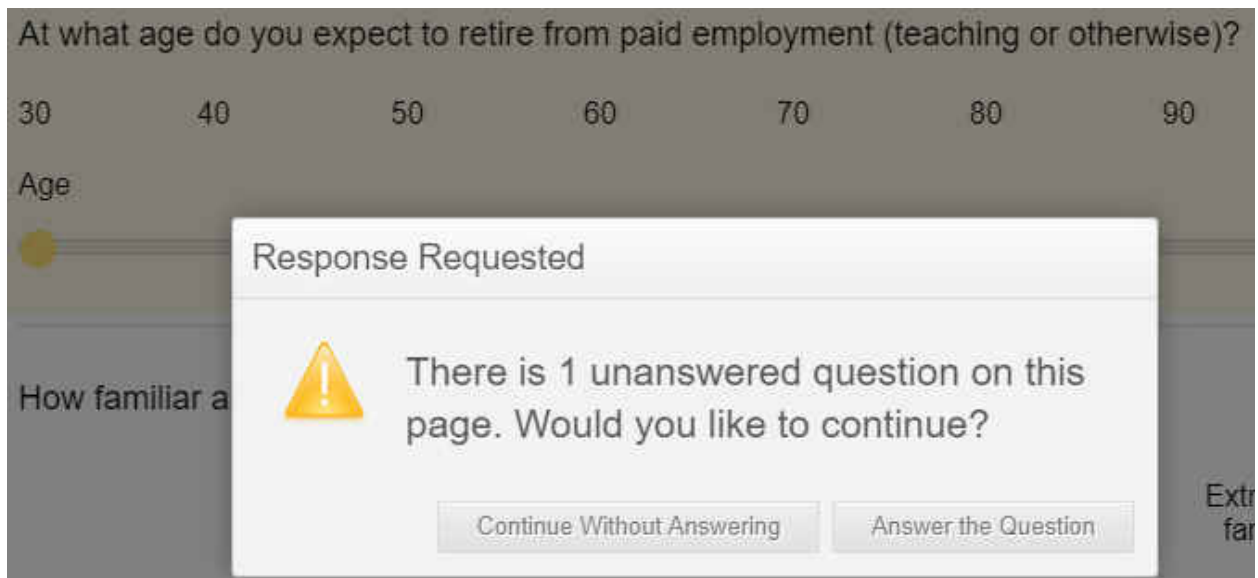 At what age do you expect to retire from paid employment (teaching or otherwise)?
30 40 50 60 70 80 90
Age
Response Requested
There is 1 unanswered question on this
page. Would you like to continue?
How familiar a
Continue Without Answering Answer the Question